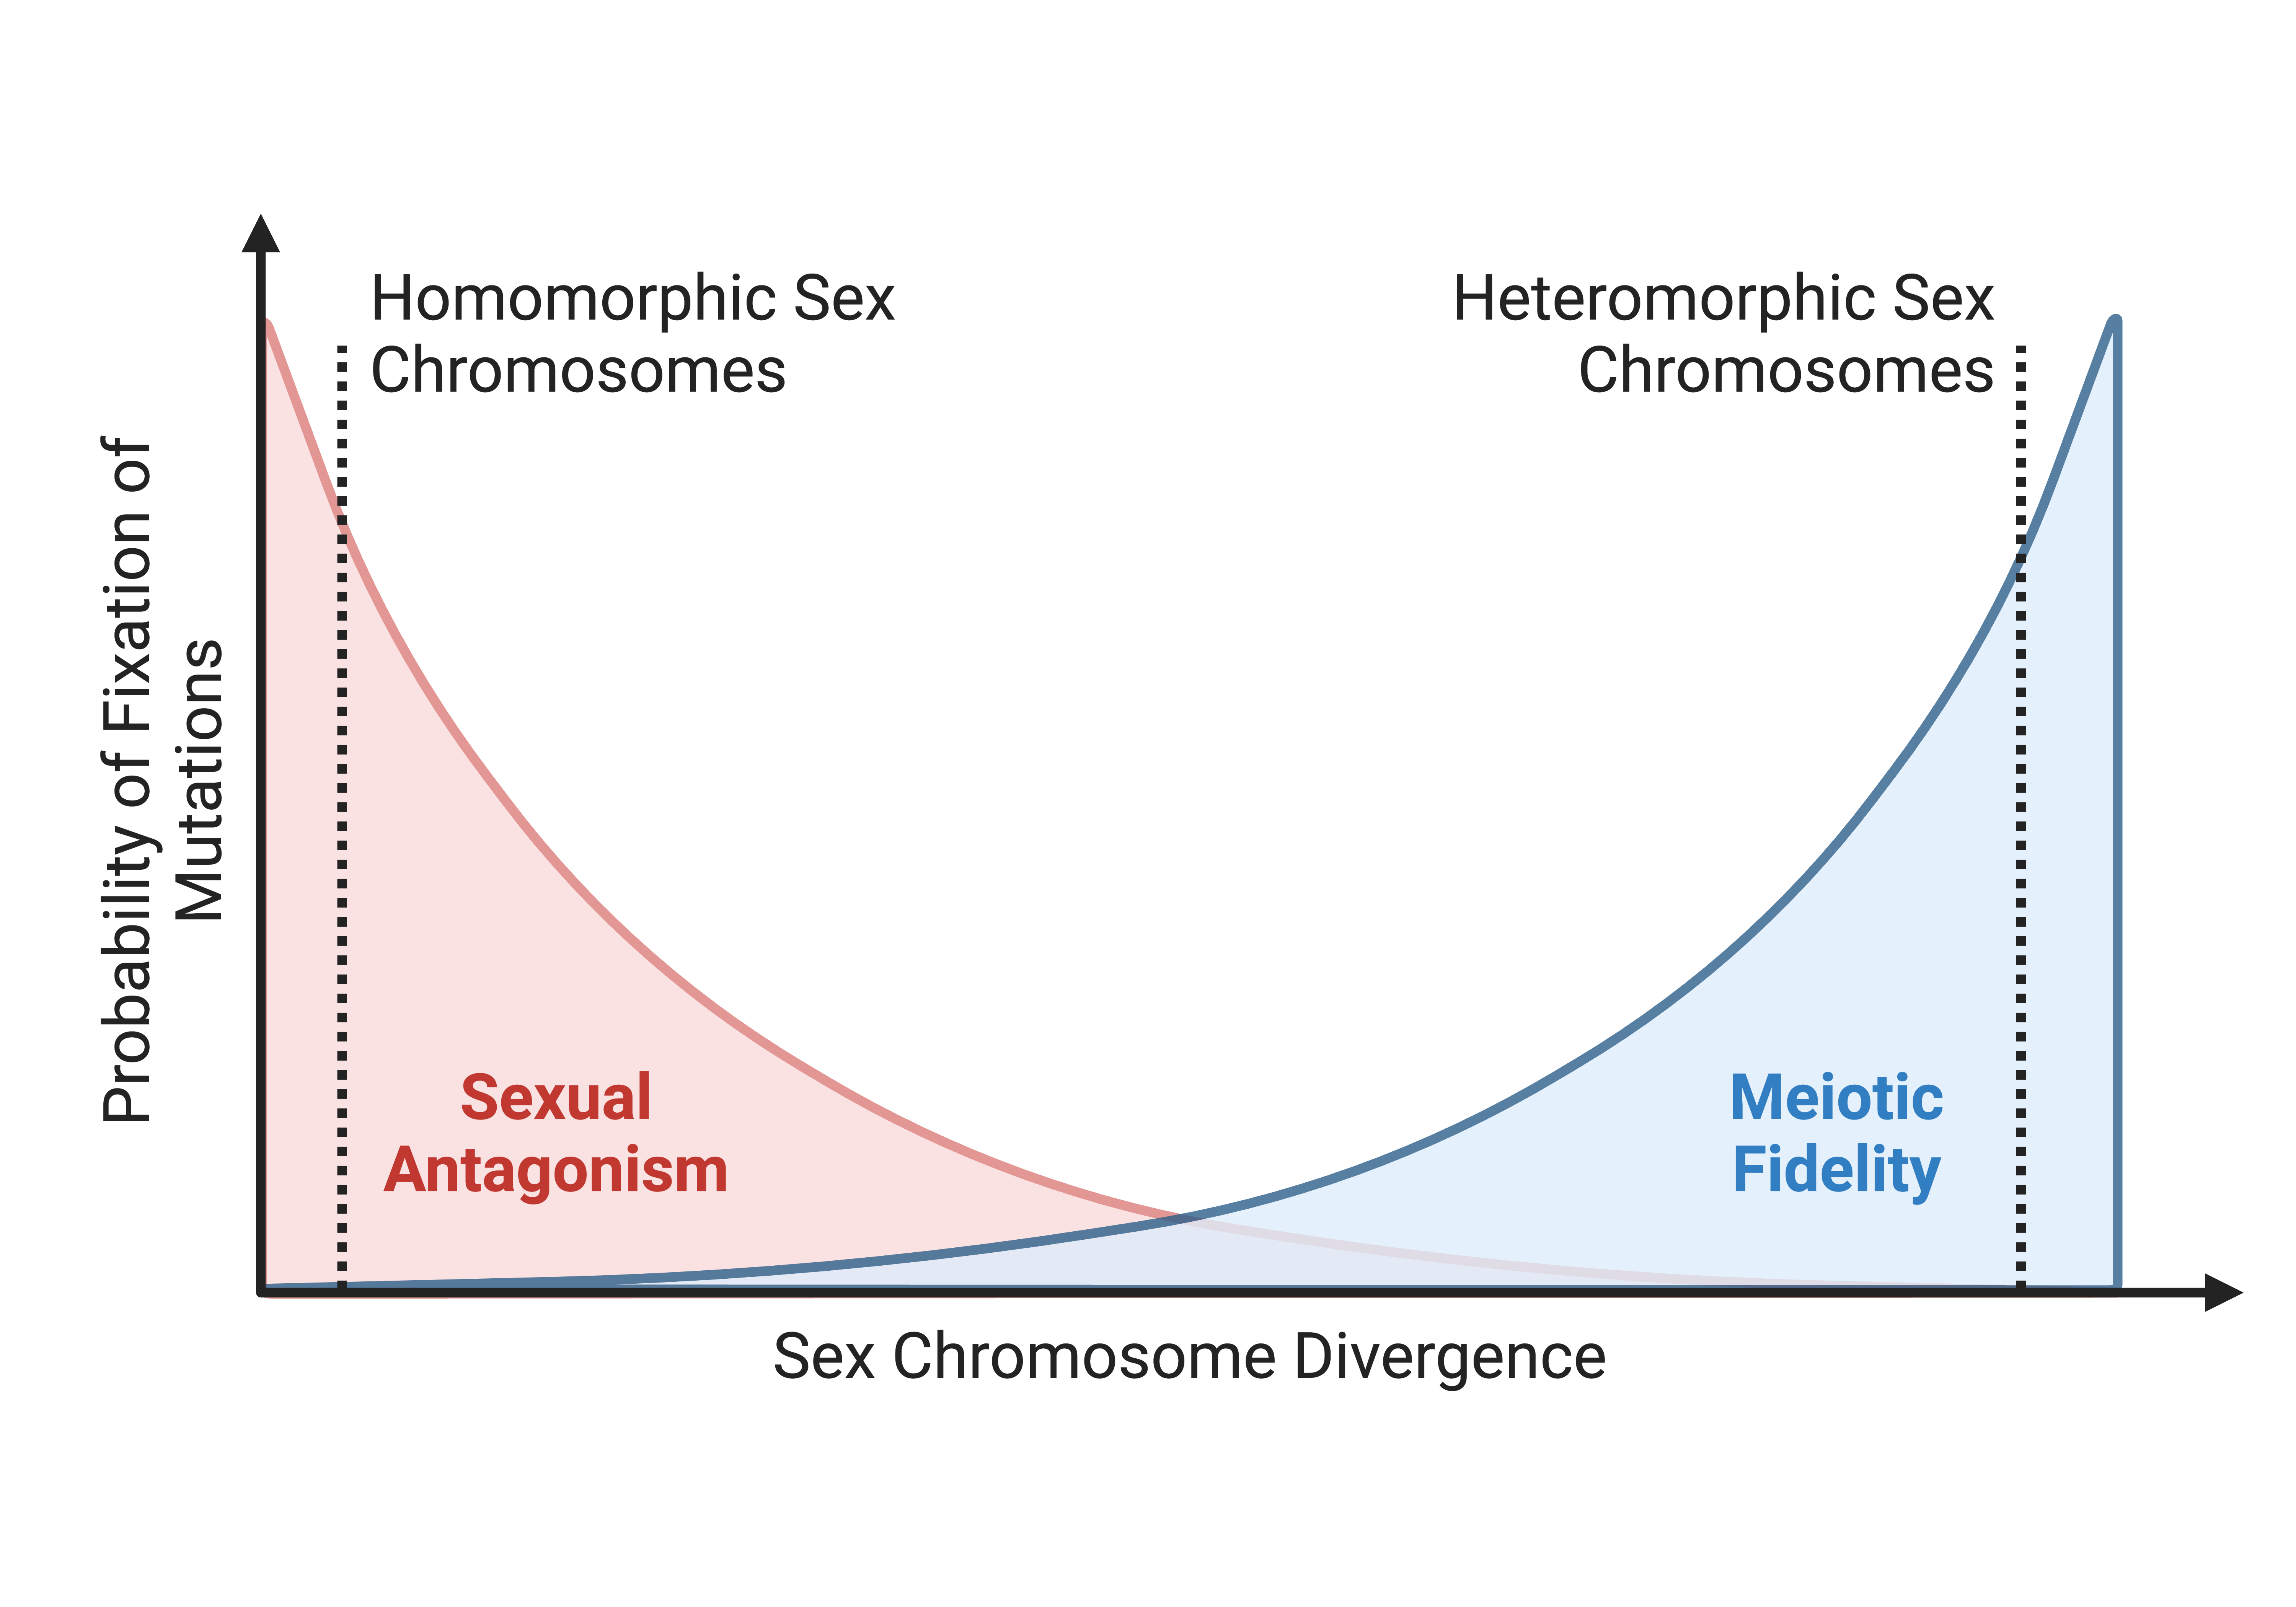 Probability of Fixation of
Mutations
Homomorphic Sex
Chromosomes
Heteromorphic Sex
Chromosomes
Sexual
Antagonism
Meiotic
Fidelity
Sex Chromosome Divergence